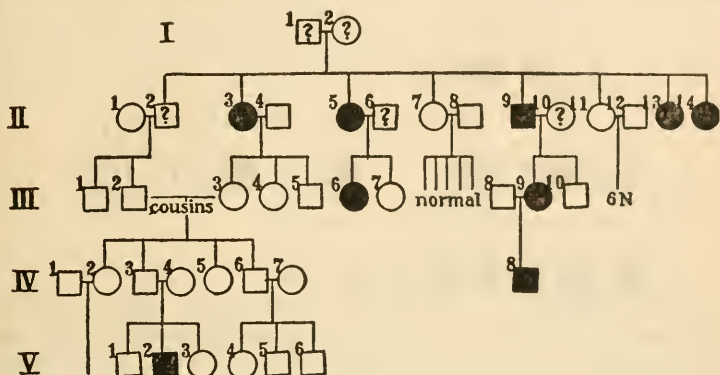 1 ? 2 ?
I
II 1 2 ? 3 4 5 6 ? 7 8 9 10 ? 11 12 13 14
III 1 2 cousins 3 4 5 6 7 normal 8 9 10 6N
IV 1 2 3 4 5 6 7 8
V 1 2 3 4 5 6